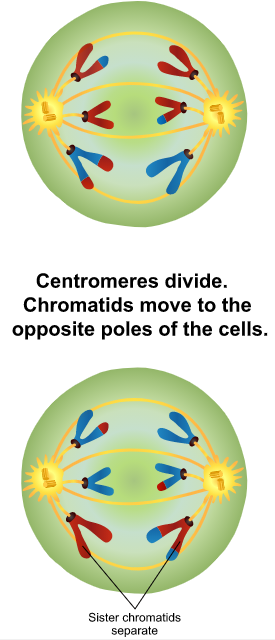 Centromeres divide.
Chromatids move to the
opposite poles of the cells.
Sister chromatids
separate